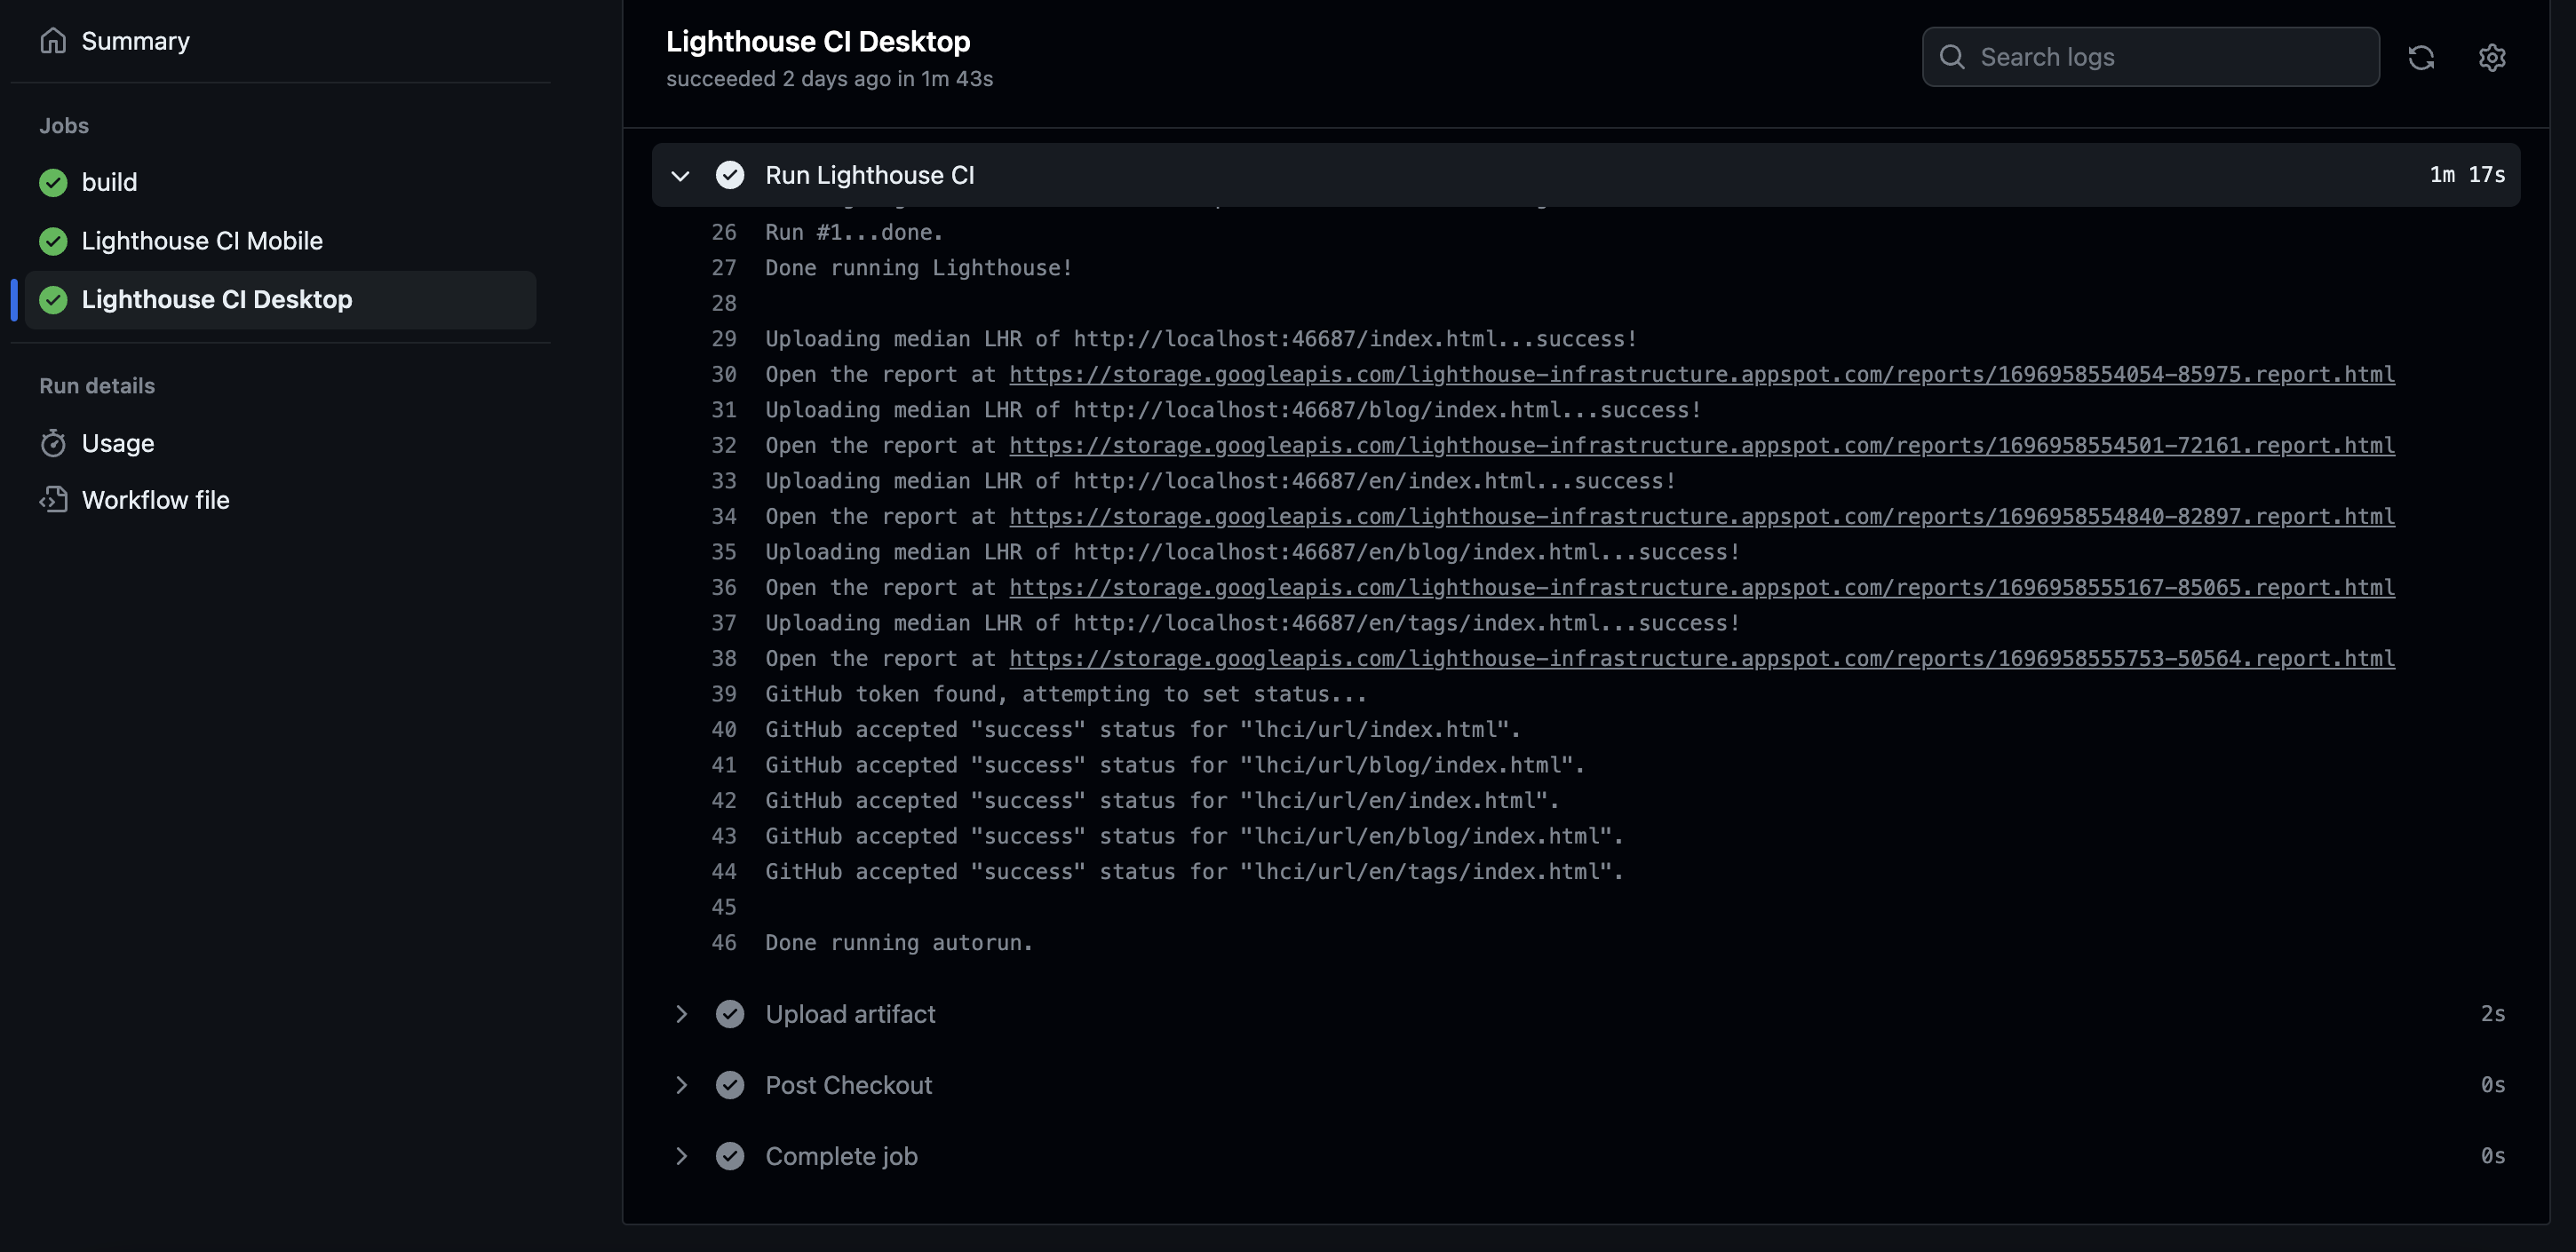 Summary
Jobs
build
Lighthouse CI Mobile
Lighthouse CI Desktop
Run details
Usage
Workflow file
Lighthouse CI Desktop
succeeded 2 days ago in 1m 43s
Search logs
Run Lighthouse CI 1m 17s
26 Run #1...done.
27 Done running Lighthouse!
28
29 Uploading median LHR of http://localhost:46687/index.html...success!
30 Open the report at https://storage.googleapis.com/lighthouse-infrastructure.appspot.com/reports/1696958554054-85975.report.html
31 Uploading median LHR of http://localhost:46687/blog/index.html...success!
32 Open the report at https://storage.googleapis.com/lighthouse-infrastructure.appspot.com/reports/1696958554501-72161.report.html
33 Uploading median LHR of http://localhost:46687/en/index.html...success!
34 Open the report at https://storage.googleapis.com/lighthouse-infrastructure.appspot.com/reports/1696958554840-82897.report.html
35 Uploading median LHR of http://localhost:46687/en/blog/index.html...success!
36 Open the report at https://storage.googleapis.com/lighthouse-infrastructure.appspot.com/reports/1696958555167-85065.report.html
37 Uploading median LHR of http://localhost:46687/en/tags/index.html...success!
38 Open the report at https://storage.googleapis.com/lighthouse-infrastructure.appspot.com/reports/1696958555753-50564.report.html
39 GitHub token found, attempting to set status...
40 GitHub accepted "success" status for "lhci/url/index.html".
41 GitHub accepted "success" status for "lhci/url/blog/index.html".
42 GitHub accepted "success" status for "lhci/url/en/index.html".
43 GitHub accepted "success" status for "lhci/url/en/blog/index.html".
44 GitHub accepted "success" status for "lhci/url/en/tags/index.html".
45
46 Done running autorun.
Upload artifact 2s
Post Checkout 0s
Complete job 0s